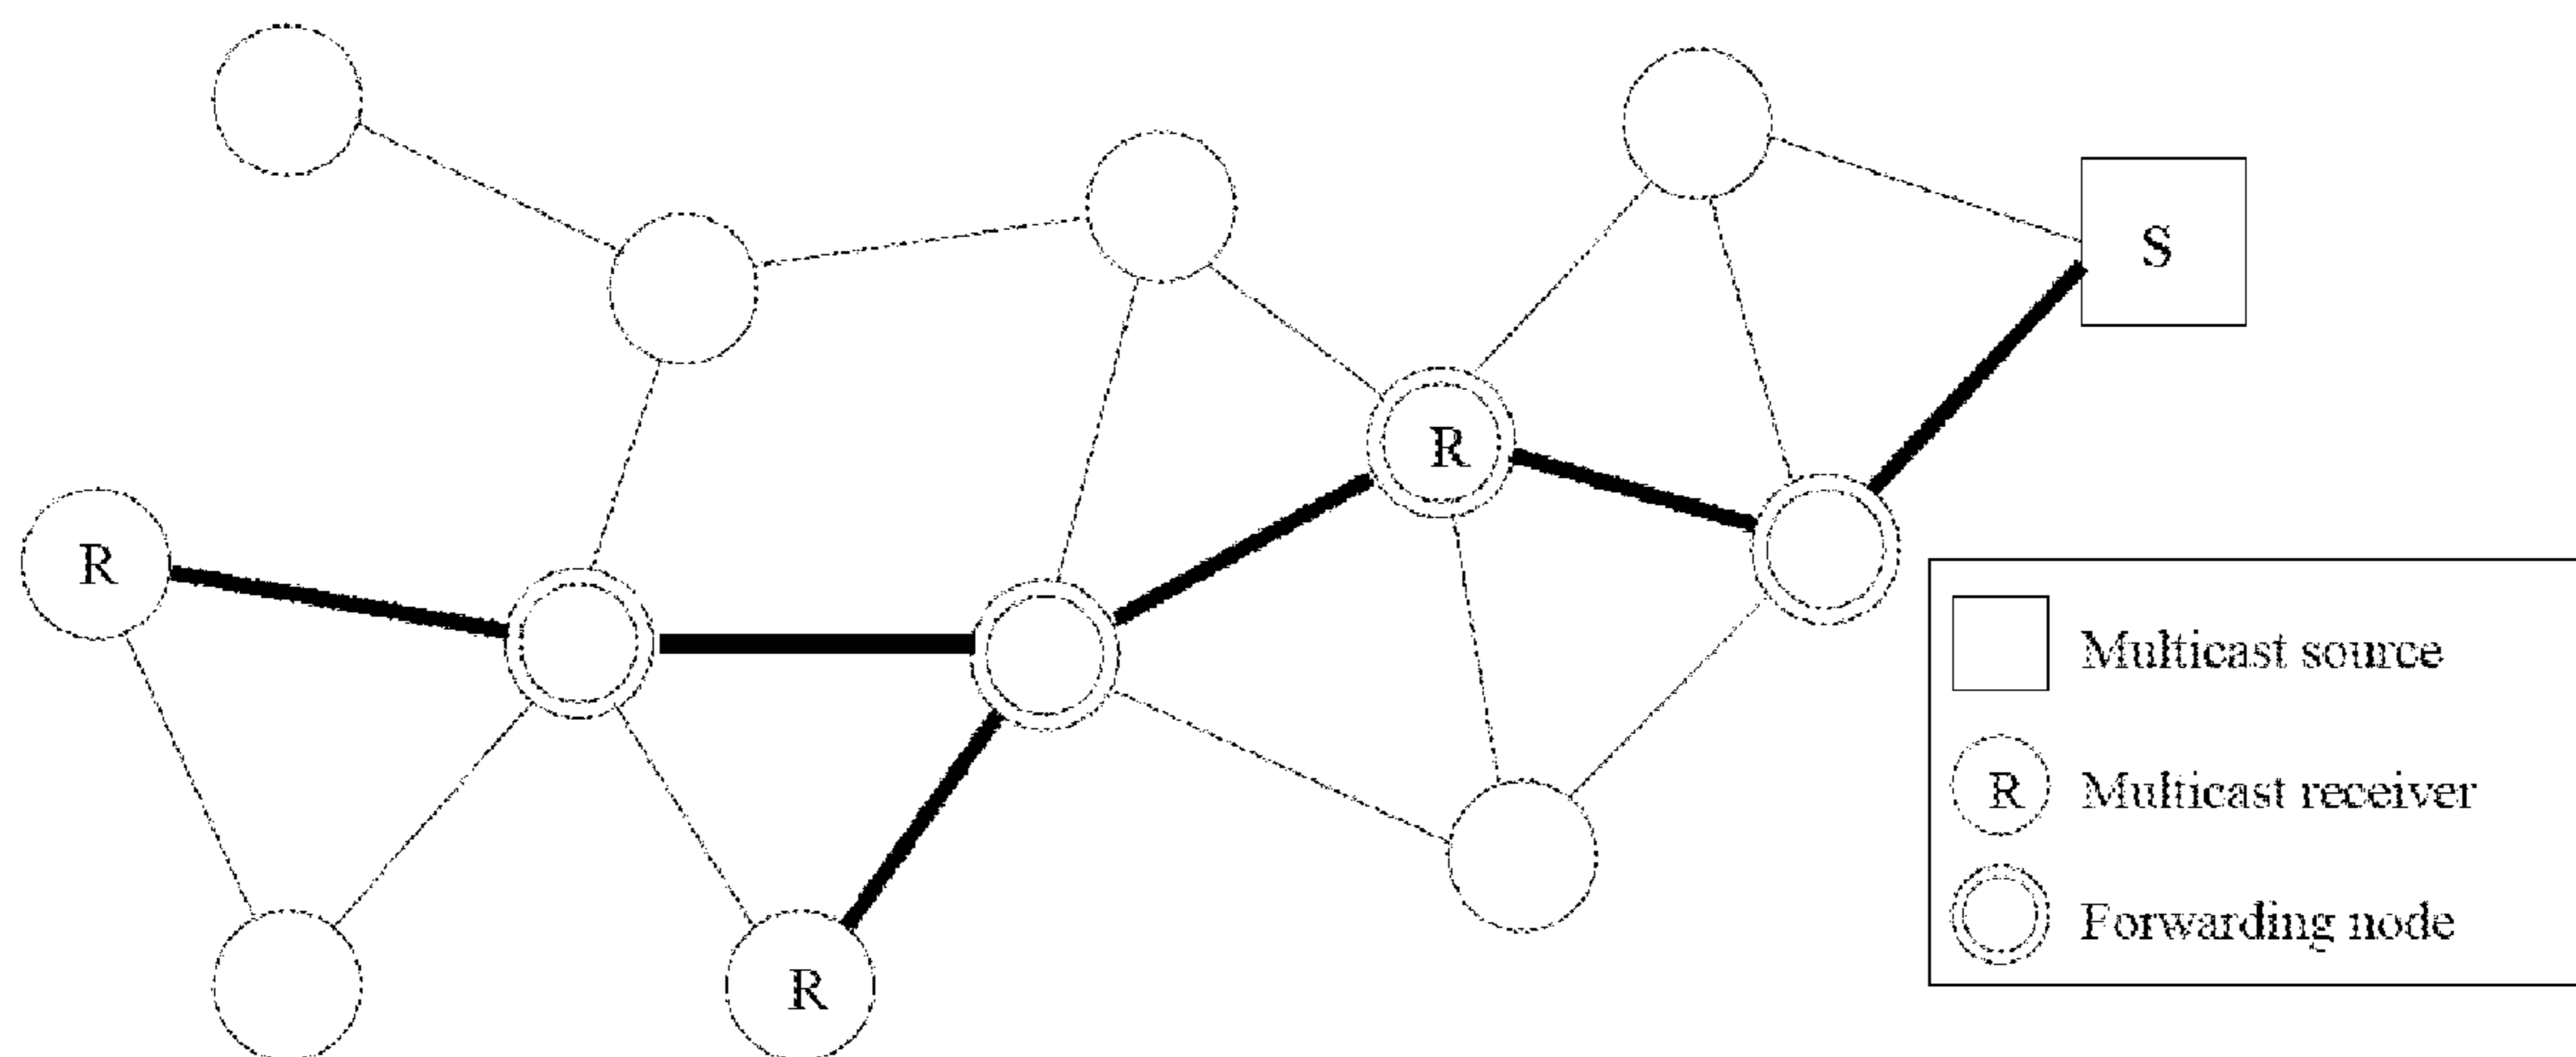 S
R
R
R
Multicast source
R Multicast receiver
Forwarding node